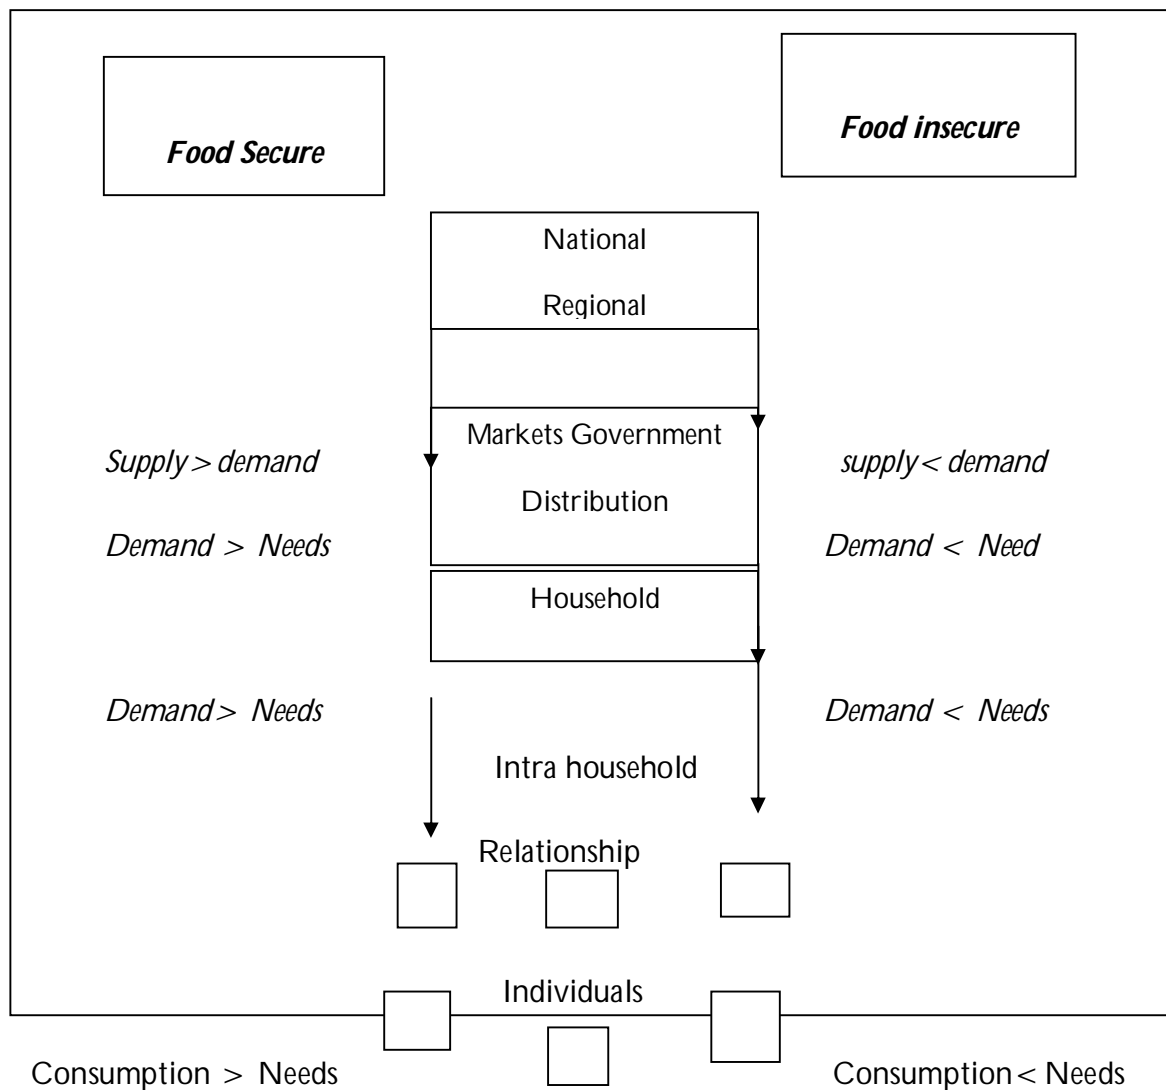 Food Secure
Food insecure
National
Regional
Markets Government
Supply > demand
supply < demand
Distribution
Demand > Needs
Demand < Need
Household
Demand > Needs
Demand < Needs
Intra household
Relationship
Individuals
Consumption > Needs
Consumption < Needs